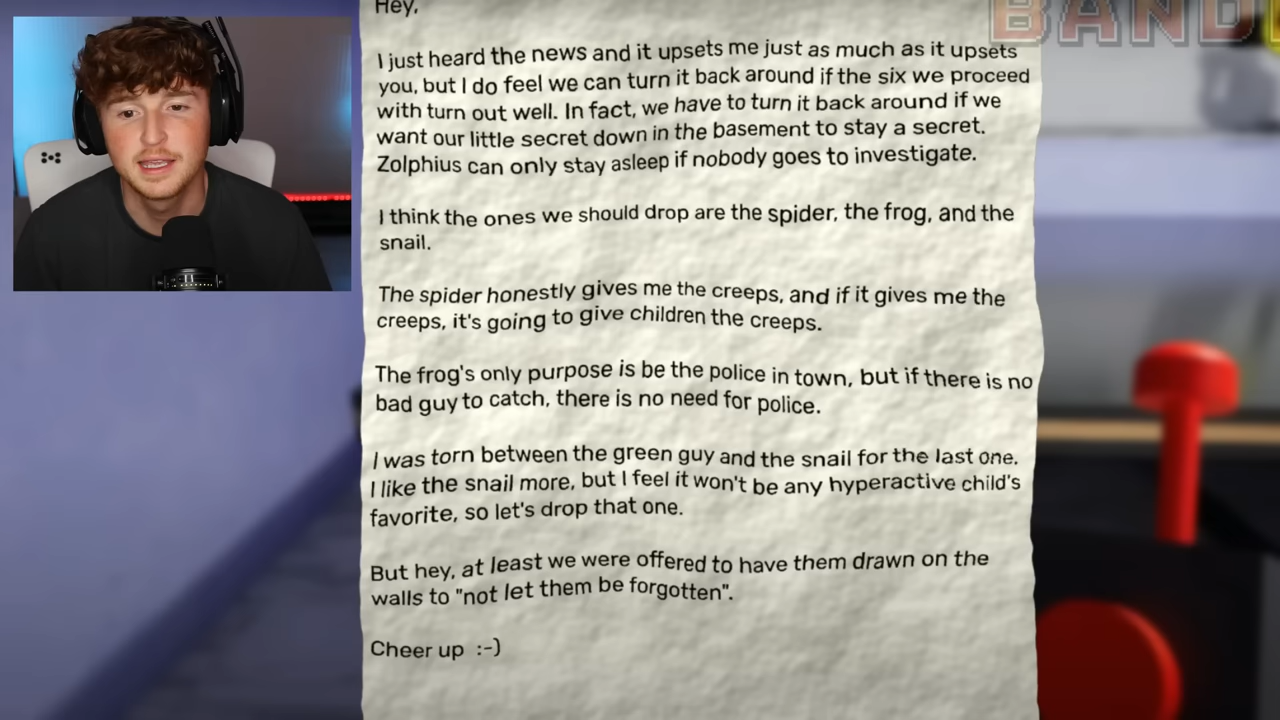 BAND
Hey,
I just heard the news and it upsets me just as much as it upsets
you, but I do feel we can turn it back around if the six we proceed
with turn out well. In fact, we have to turn it back around if we
want our little secret down in the basement to stay a secret.
Zolphius can only stay asleep if nobody goes to investigate.
I think the ones we should drop are the spider, the frog, and the
snail.
The spider honestly gives me the creeps, and if it gives me the
creeps, it's going to give children the creeps.
The frog's only purpose is be the police in town, but if there is no
bad guy to catch, there is no need for police.
I was torn between the green guy and the snail for the last one.
I like the snail more, but I feel it won't be any hyperactive child's
favorite, so let's drop that one.
But hey, at least we were offered to have them drawn on the
walls to "not let them be forgotten".
Cheer up :-)